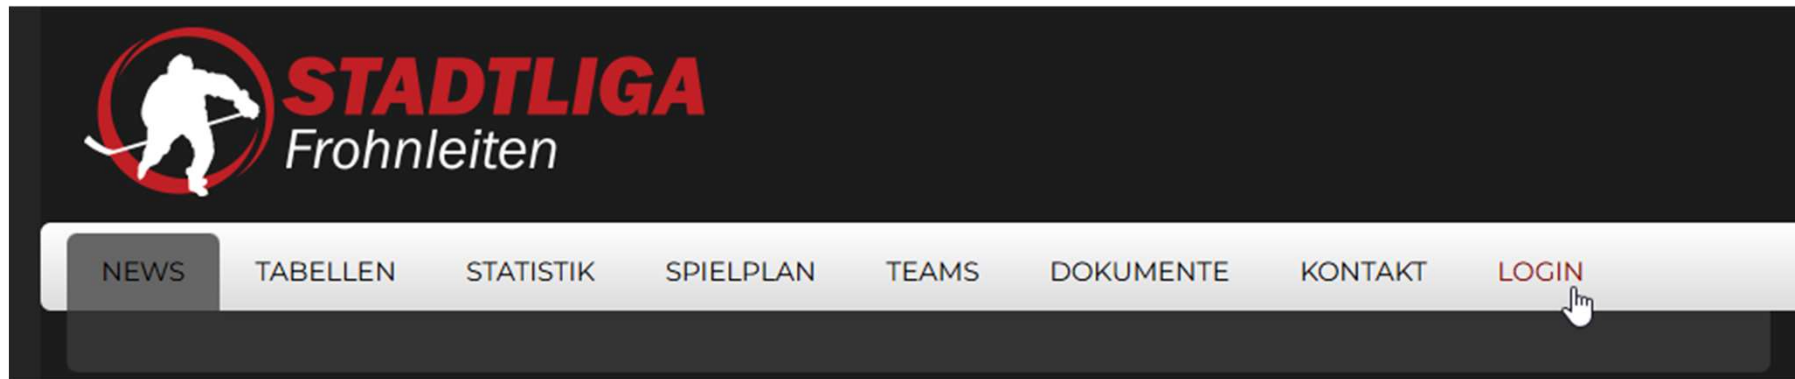 STADTLIGA
Frohnleiten
NEWS TABELLEN STATISTIK SPIELPLAN TEAMS DOKUMENTE KONTAKT LOGIN